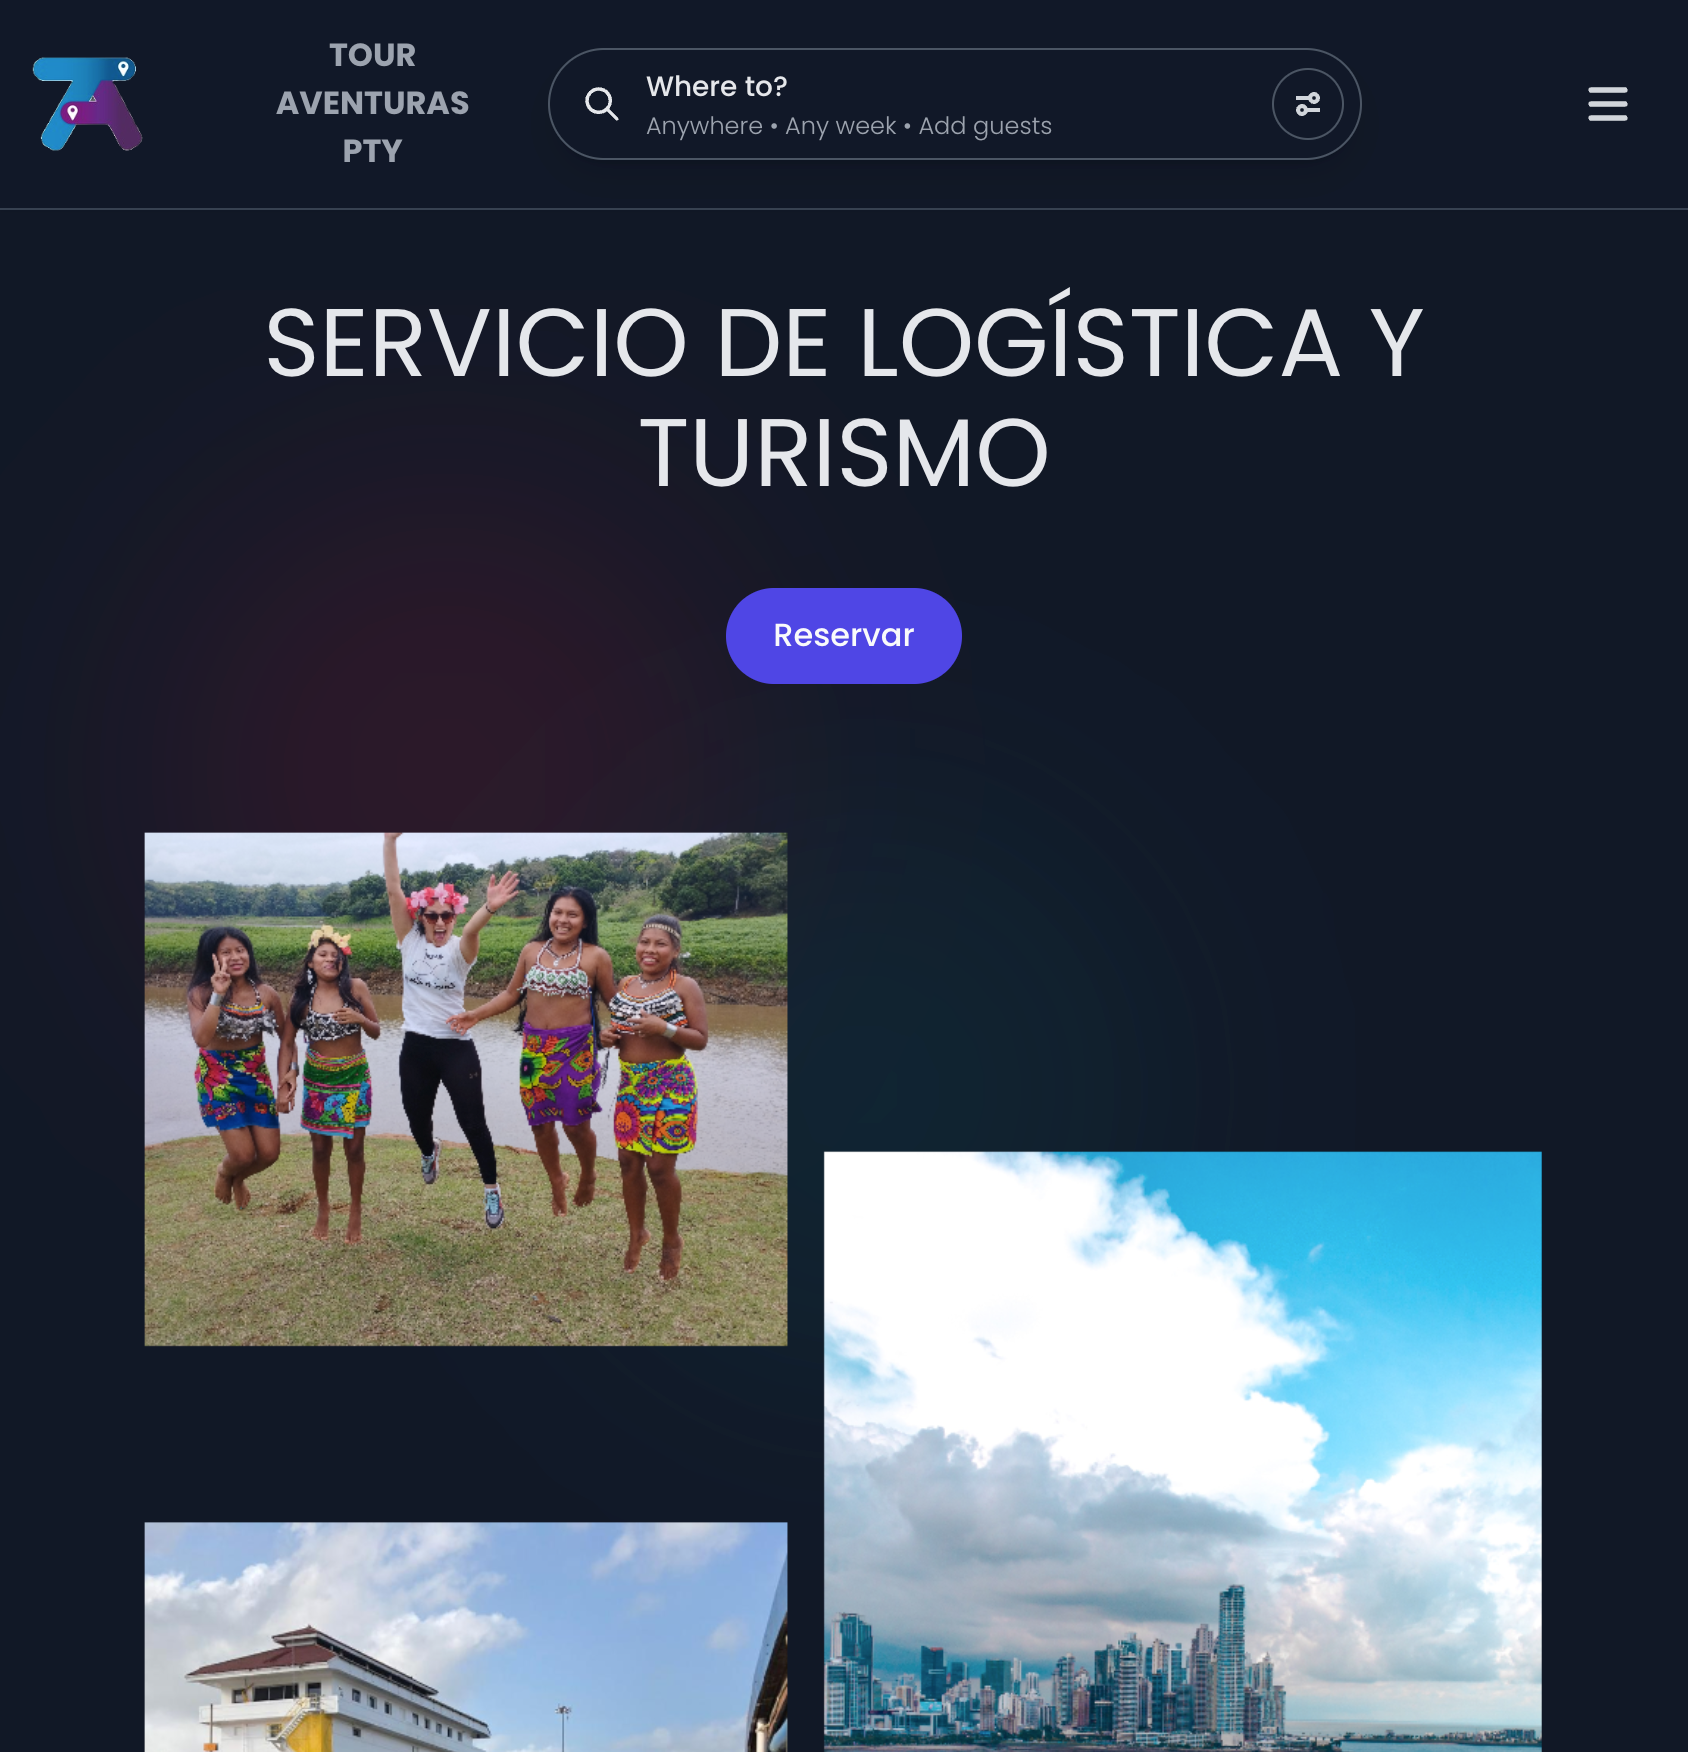 TOUR
AVENTURAS
PTY
Where to?
Anywhere • Any week • Add guests
SERVICIO DE LOGÍSTICA Y
TURISMO
Reservar